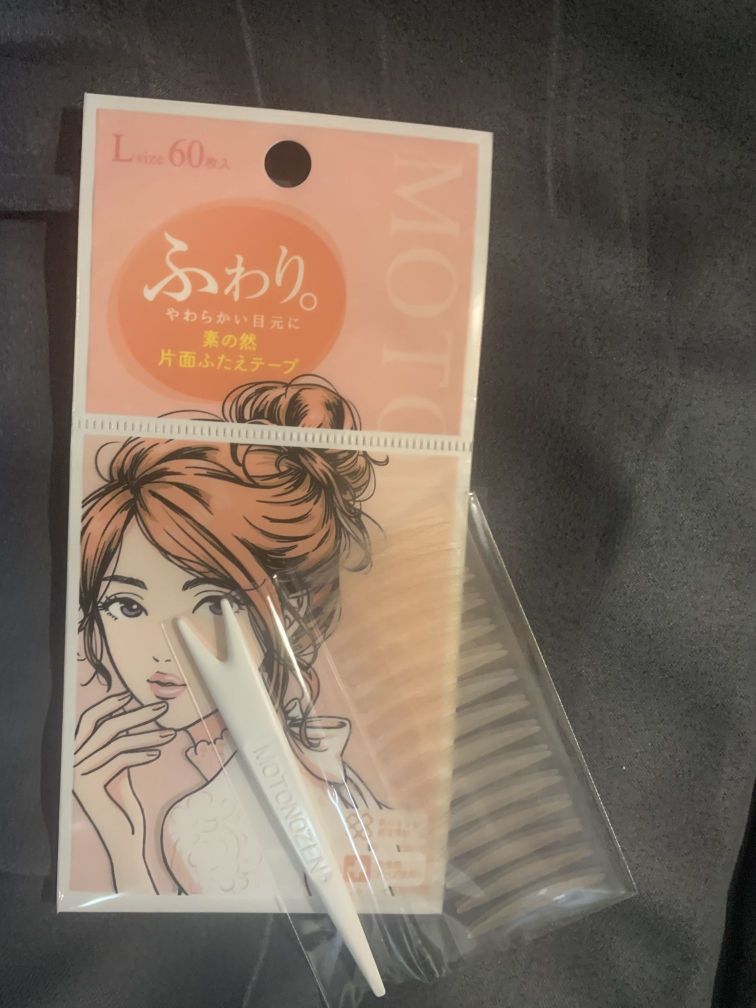 L size 60枚入
ふわり。
やわらかい目元に
素の然
片面ふたえテープ
MOTO
MOTONOZEN